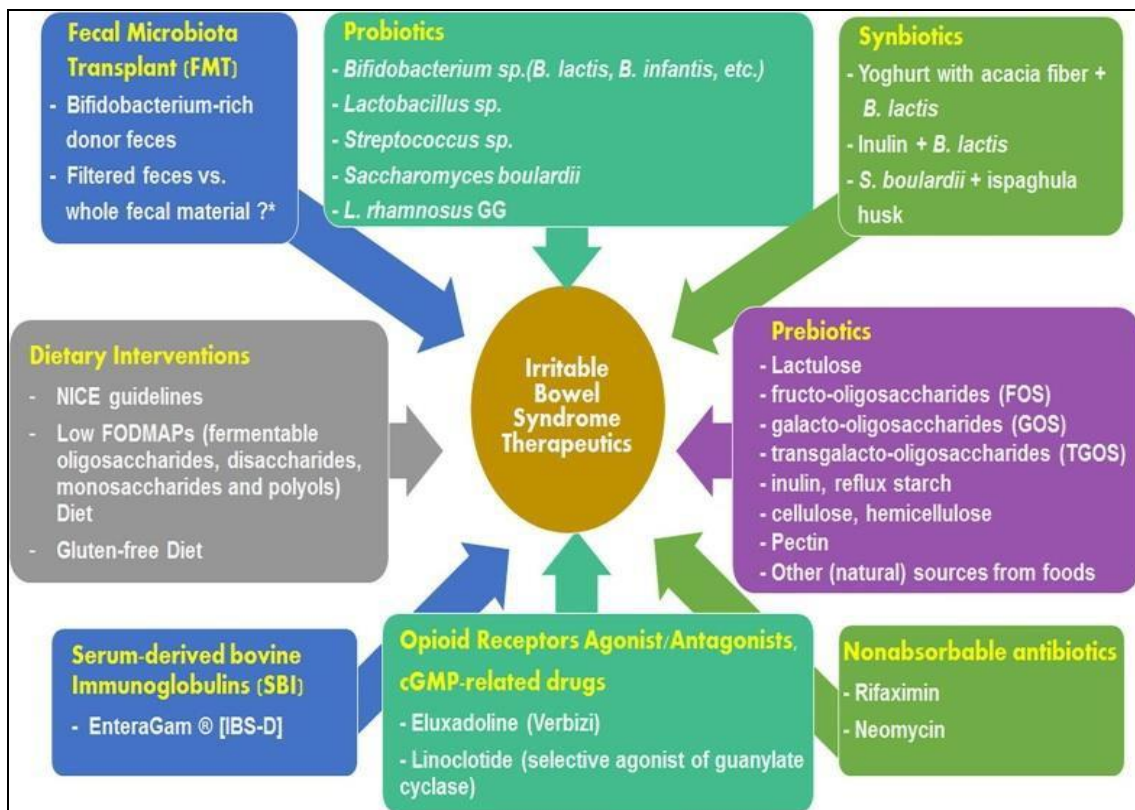 Fecal Microbiota
Transplant (FMT)
- Bifidobacterium-rich
donor feces
- Filtered feces vs.
whole fecal material ?*
Probiotics
- Bifidobacterium sp.(B. lactis, B. infantis, etc.)
- Lactobacillus sp.
- Streptococcus sp.
- Saccharomyces boulardii
- L. rhamnosus GG
Synbiotics
- Yoghurt with acacia fiber +
B. lactis
- Inulin + B. lactis
- S. boulardii + ispaghula
husk
Dietary Interventions
- NICE guidelines
- Low FODMAPs (fermentable
oligosaccharides, disaccharides,
monosaccharides and polyols)
Diet
- Gluten-free Diet
Irritable
Bowel
Syndrome
Therapeutics
Prebiotics
- Lactulose
- fructo-oligosaccharides (FOS)
- galacto-oligosaccharides (GOS)
- transgalacto-oligosaccharides (TGOS)
- inulin, reflux starch
- cellulose, hemicellulose
- Pectin
- Other (natural) sources from foods
Serum-derived bovine
Immunoglobulins (SBI)
- EnteraGam ® [IBS-D]
Opioid Receptors Agonist/Antagonists,
cGMP-related drugs
- Eluxadoline (Verbizi)
- Linoclotide (selective agonist of guanylate
cyclase)
Nonabsorbable antibiotics
- Rifaximin
- Neomycin